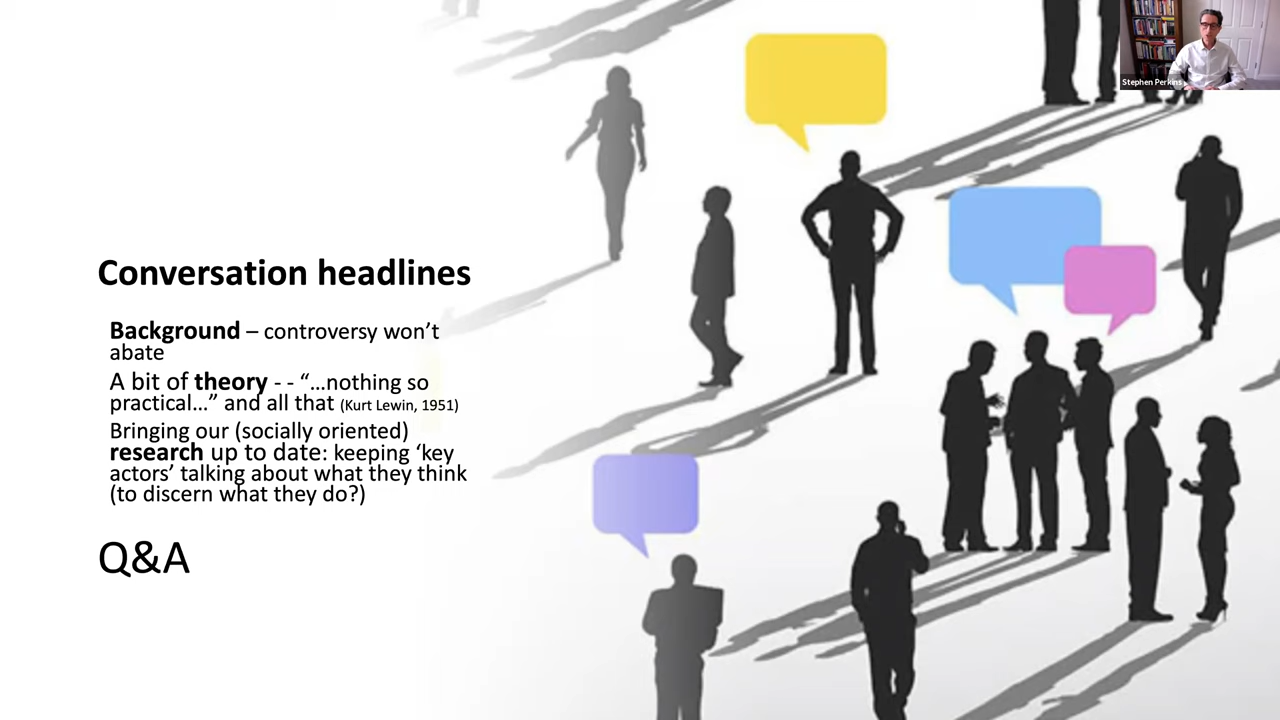 Stephen Perkins
Conversation headlines
Background – controversy won’t
abate
A bit of theory - - “…nothing so
practical…” and all that (Kurt Lewin, 1951)
Bringing our (socially oriented)
research up to date: keeping ‘key
actors’ talking about what they think
(to discern what they do?)
Q&A